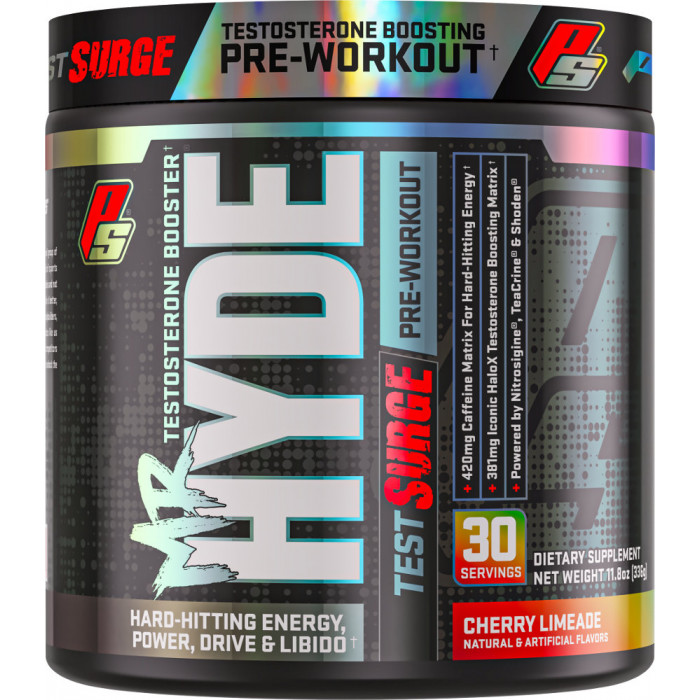 TESTOSTERONE BOOSTING
ST SURGE
PRE-WORKOUT†
PS
PS
MR
HYDE
TESTOSTERONE BOOSTER†
TEST SURGE
PRE-WORKOUT
+ 420mg Caffeine Matrix For Hard-Hitting Energy†
+ 381mg Iconic HaloX Testosterone Boosting Matrix†
+ Powered by Nitrosigine®, TeaCrine® & Shoden®
30
SERVINGS
DIETARY SUPPLEMENT
NET WEIGHT 11.8oz (336g)
HARD-HITTING ENERGY,
POWER, DRIVE & LIBIDO†
CHERRY LIMEADE
NATURAL & ARTIFICIAL FLAVORS